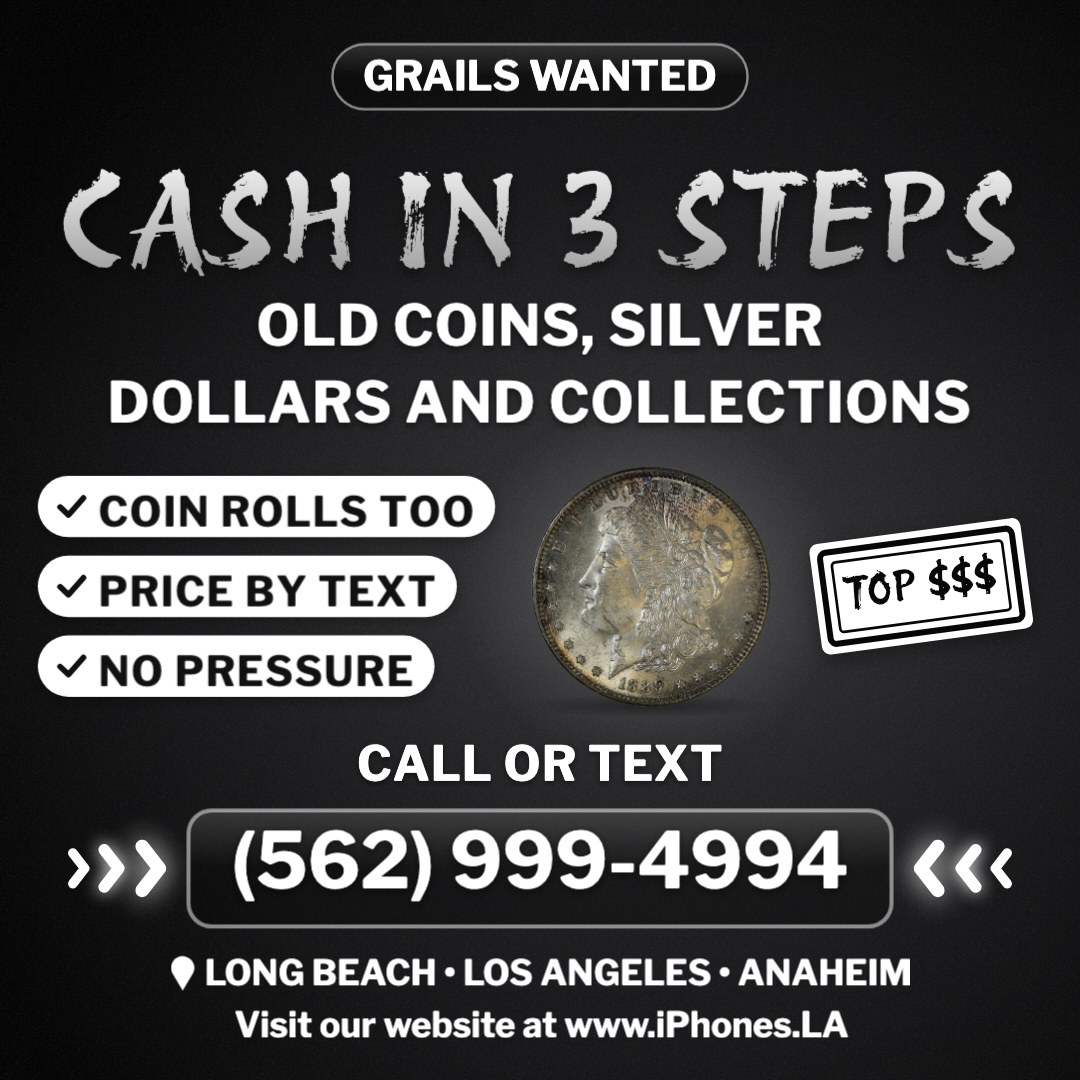 GRAILS WANTED
CASH IN 3 STEPS
OLD COINS, SILVER
DOLLARS AND COLLECTIONS
COIN ROLLS TOO
PRICE BY TEXT
NO PRESSURE
TOP $$$
CALL OR TEXT
(562) 999-4994
LONG BEACH • LOS ANGELES • ANAHEIM
Visit our website at www.iPhones.LA